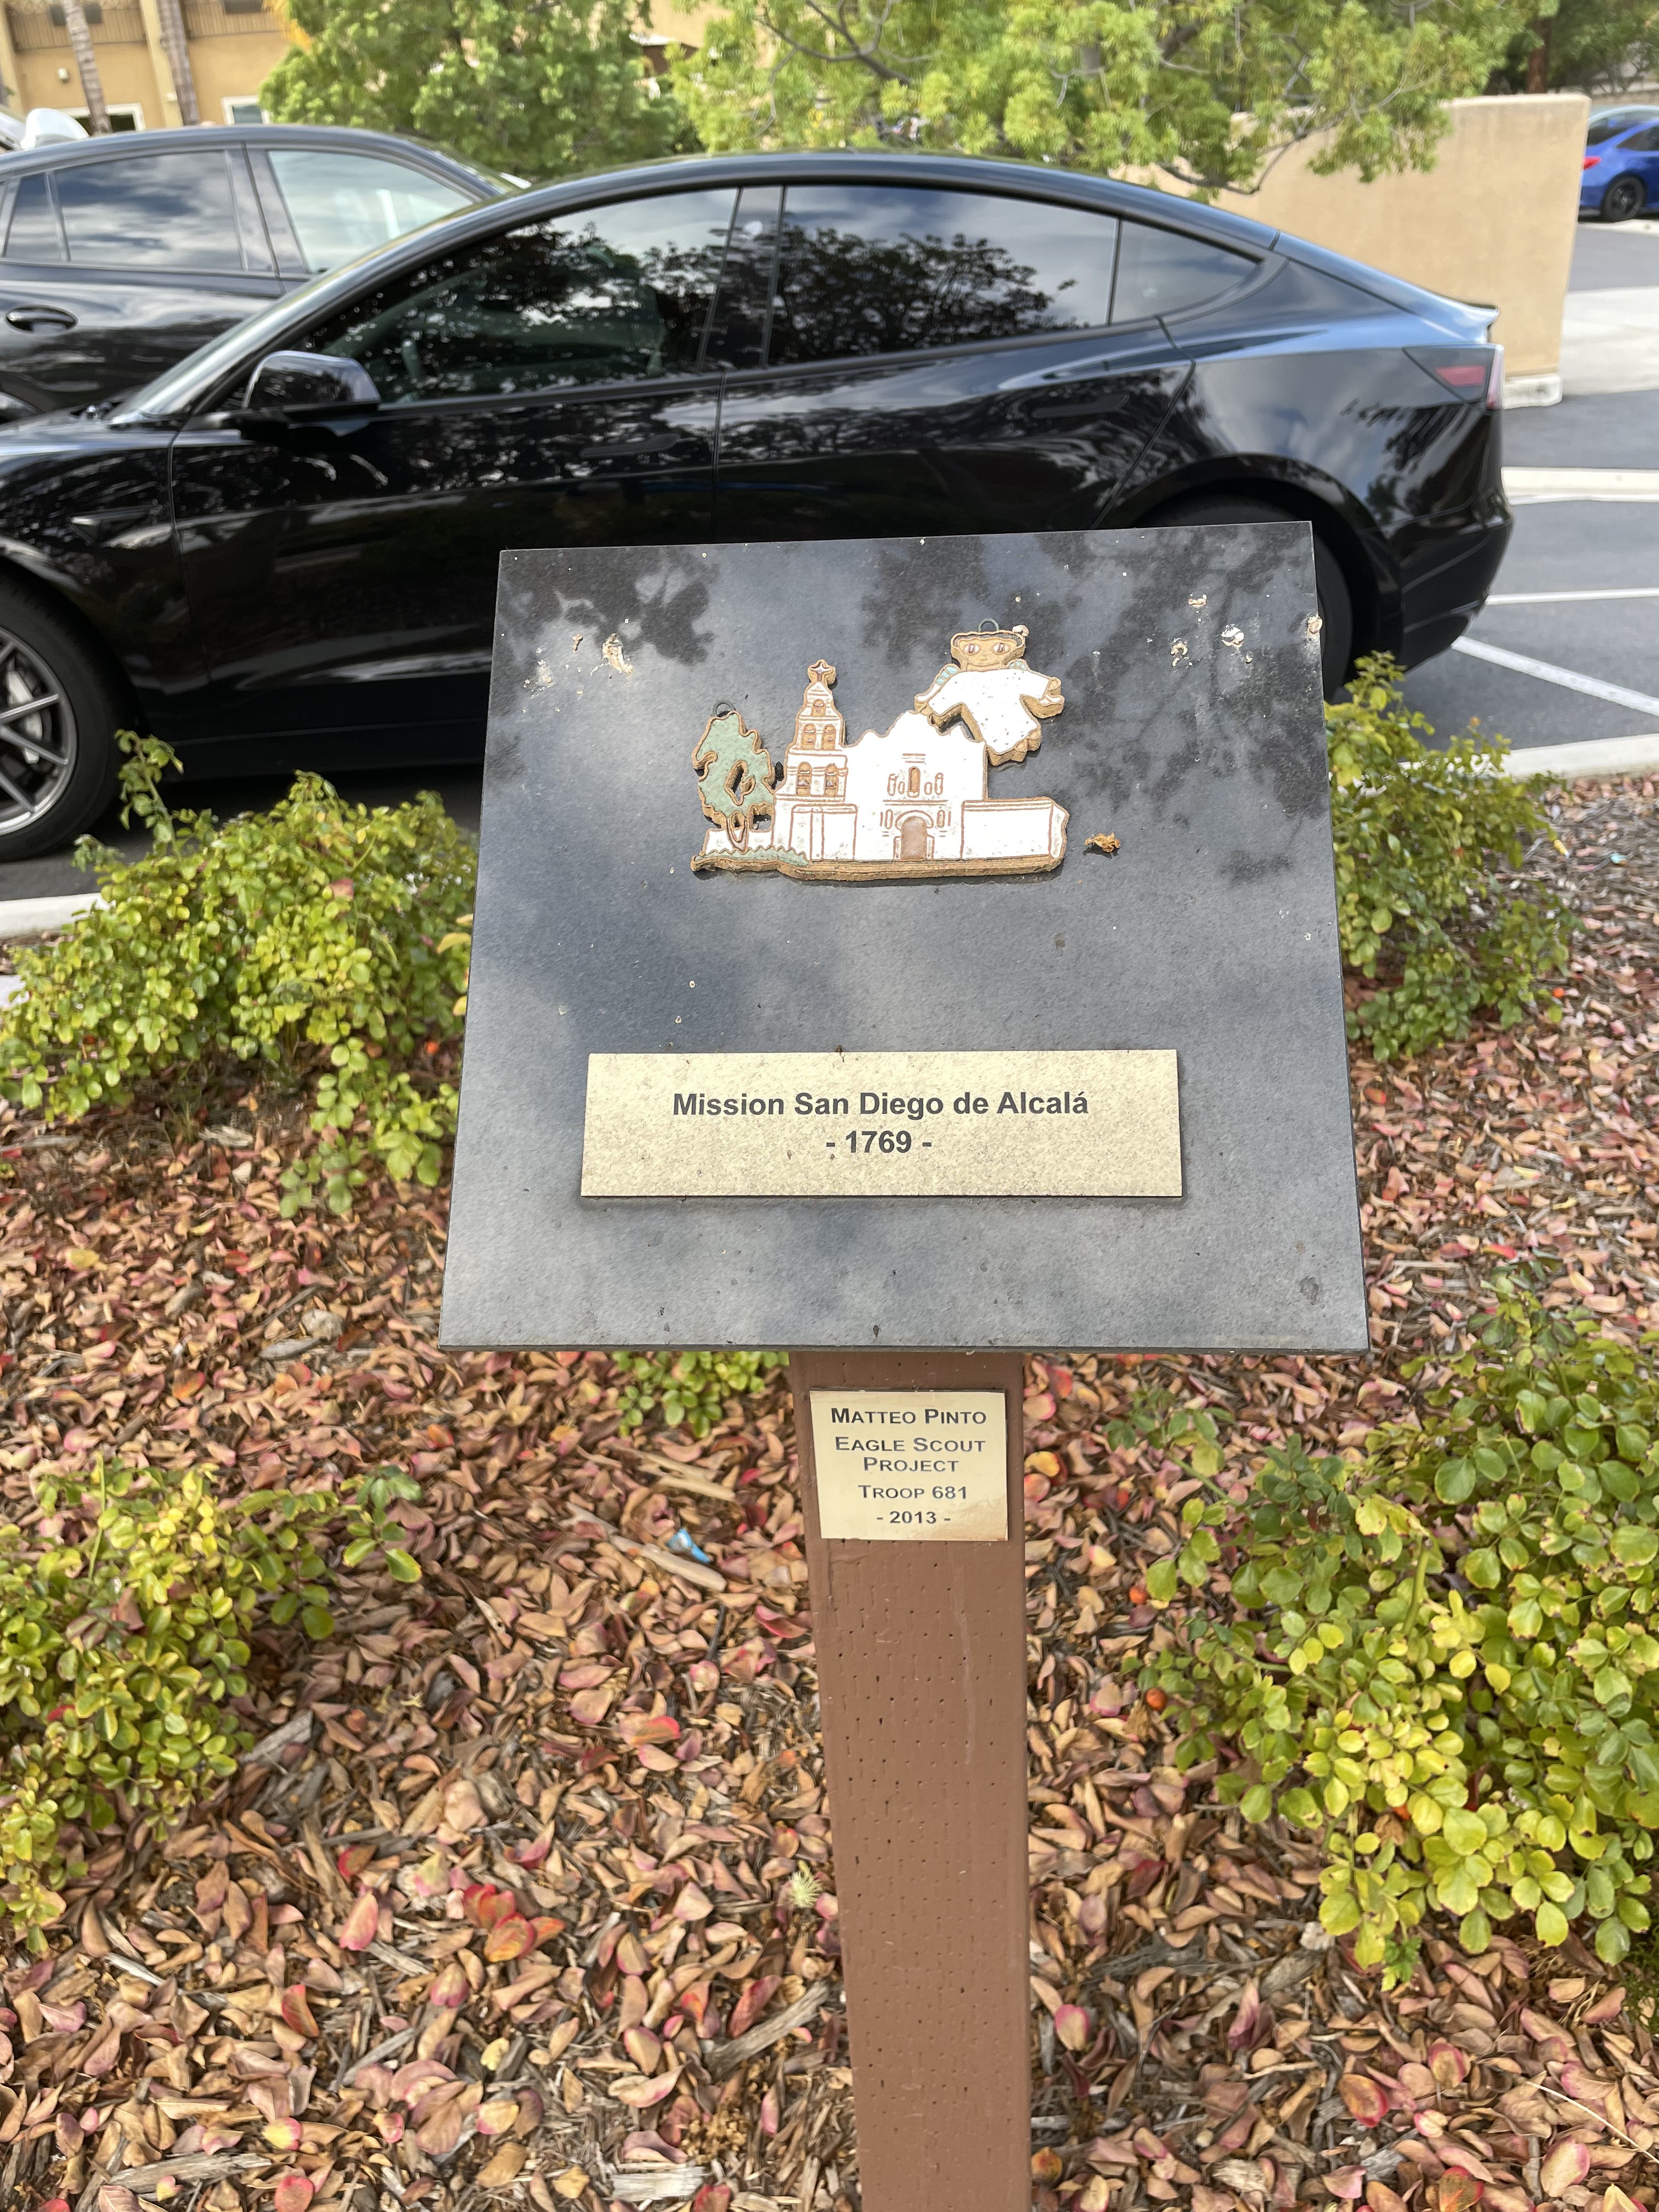 Mission San Diego de Alcalá
- 1769 -
MATTEO PINTO
EAGLE SCOUT
PROJECT
TROOP 681
- 2013 -